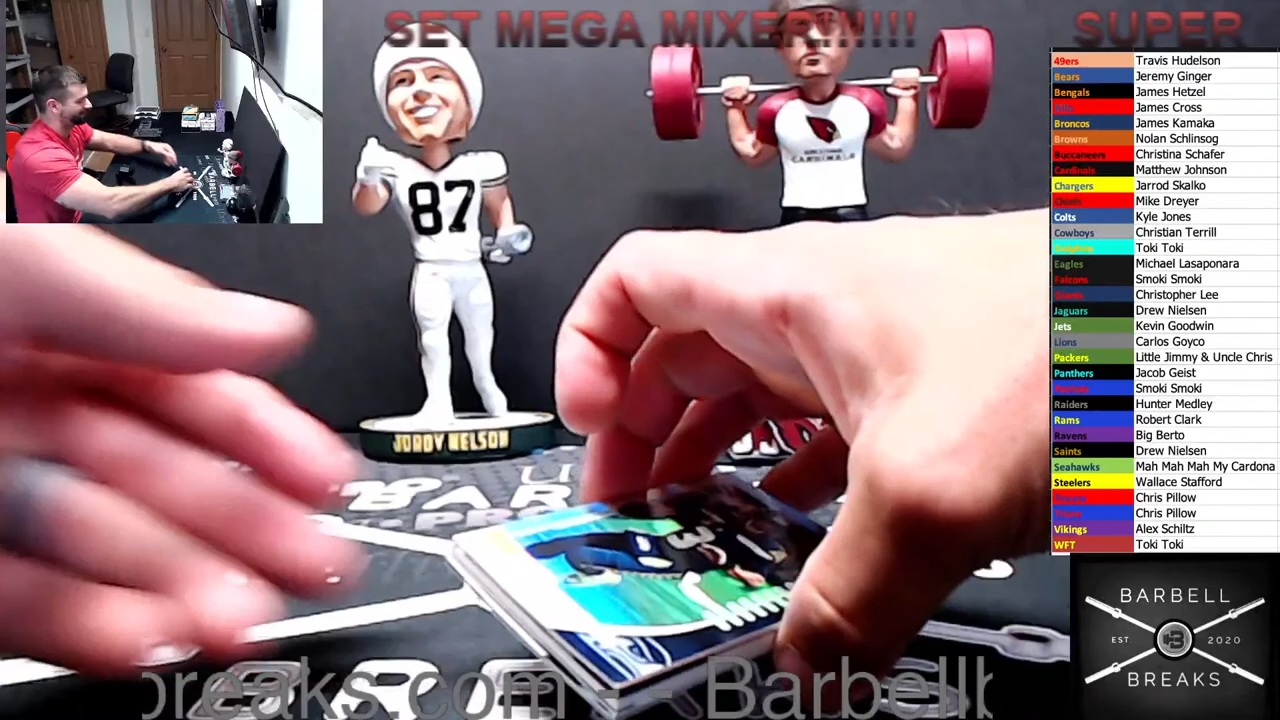 SET MEGA MIXER!!!!!!
SUPER
49ers Travis Hudelson
Bears Jeremy Ginger
Bengals James Hetzel
Bills James Cross
Broncos James Kamaka
Browns Nolan Schlinsog
Buccaneers Christina Schafer
Cardinals Matthew Johnson
Chargers Jarrod Skalko
Chiefs Mike Dreyer
Colts Kyle Jones
Cowboys Christian Terrill
Dolphins Toki Toki
Eagles Michael Lasaponara
Falcons Smoki Smoki
Giants Christopher Lee
Jaguars Drew Nielsen
Jets Kevin Goodwin
Lions Carlos Goyco
Packers Little Jimmy & Uncle Chris
Panthers Jacob Geist
Patriots Smoki Smoki
Raiders Hunter Medley
Rams Robert Clark
Ravens Big Berto
Saints Drew Nielsen
Seahawks Mah Mah Mah My Cardona
Steelers Wallace Stafford
Texans Chris Pillow
Titans Chris Pillow
Vikings Alex Schiltz
WFT Toki Toki
87
CARDINALS
JORDY NELSON
BARBELL
EST 2020
BREAKS
breaks.com - - Barbellb